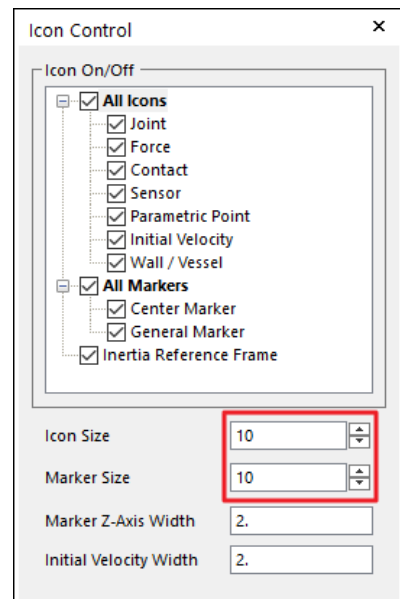 Icon Control
Icon On/Off
All Icons
Joint
Force
Contact
Sensor
Parametric Point
Initial Velocity
Wall / Vessel
All Markers
Center Marker
General Marker
Inertia Reference Frame
Icon Size 10
Marker Size 10
Marker Z-Axis Width 2.
Initial Velocity Width 2.